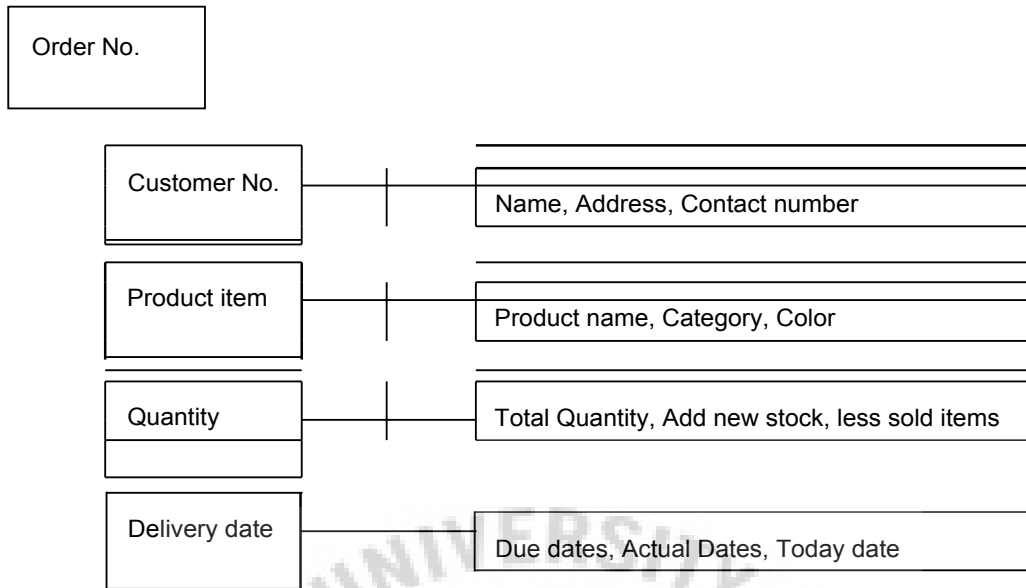 Order No.
Customer No.
Name, Address, Contact number
Product item
Product name, Category, Color
Quantity
Total Quantity, Add new stock, less sold items
Delivery date
Due dates, Actual Dates, Today date
UNIVERSITY